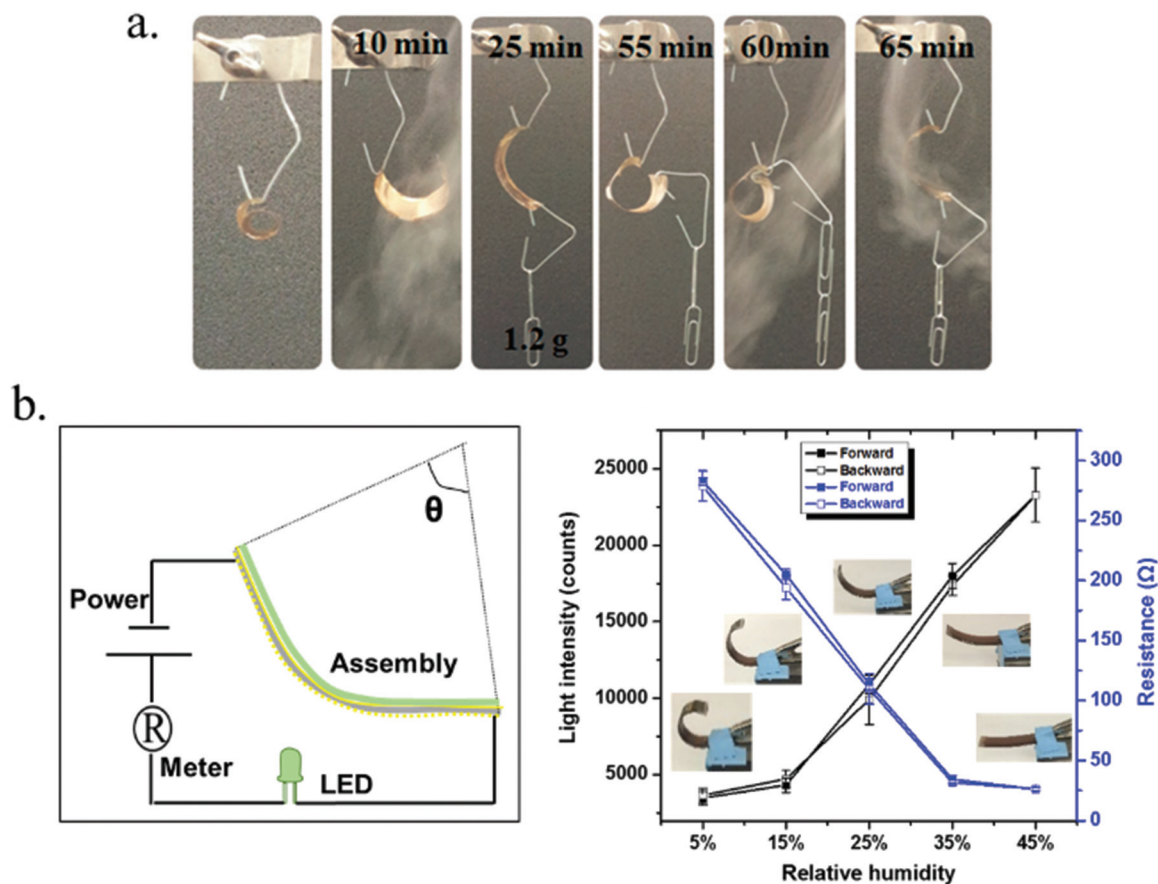 a.
10 min
25 min
55 min
60min
65 min
1.2 g
b.
θ
Power
Assembly
R
Meter
LED
Forward
Backward
Forward
Backward
Light intensity (counts)
25000
20000
15000
10000
5000
300
250
200
150
100
50
0
Resistance (Ω)
5%
15%
25%
35%
45%
Relative humidity